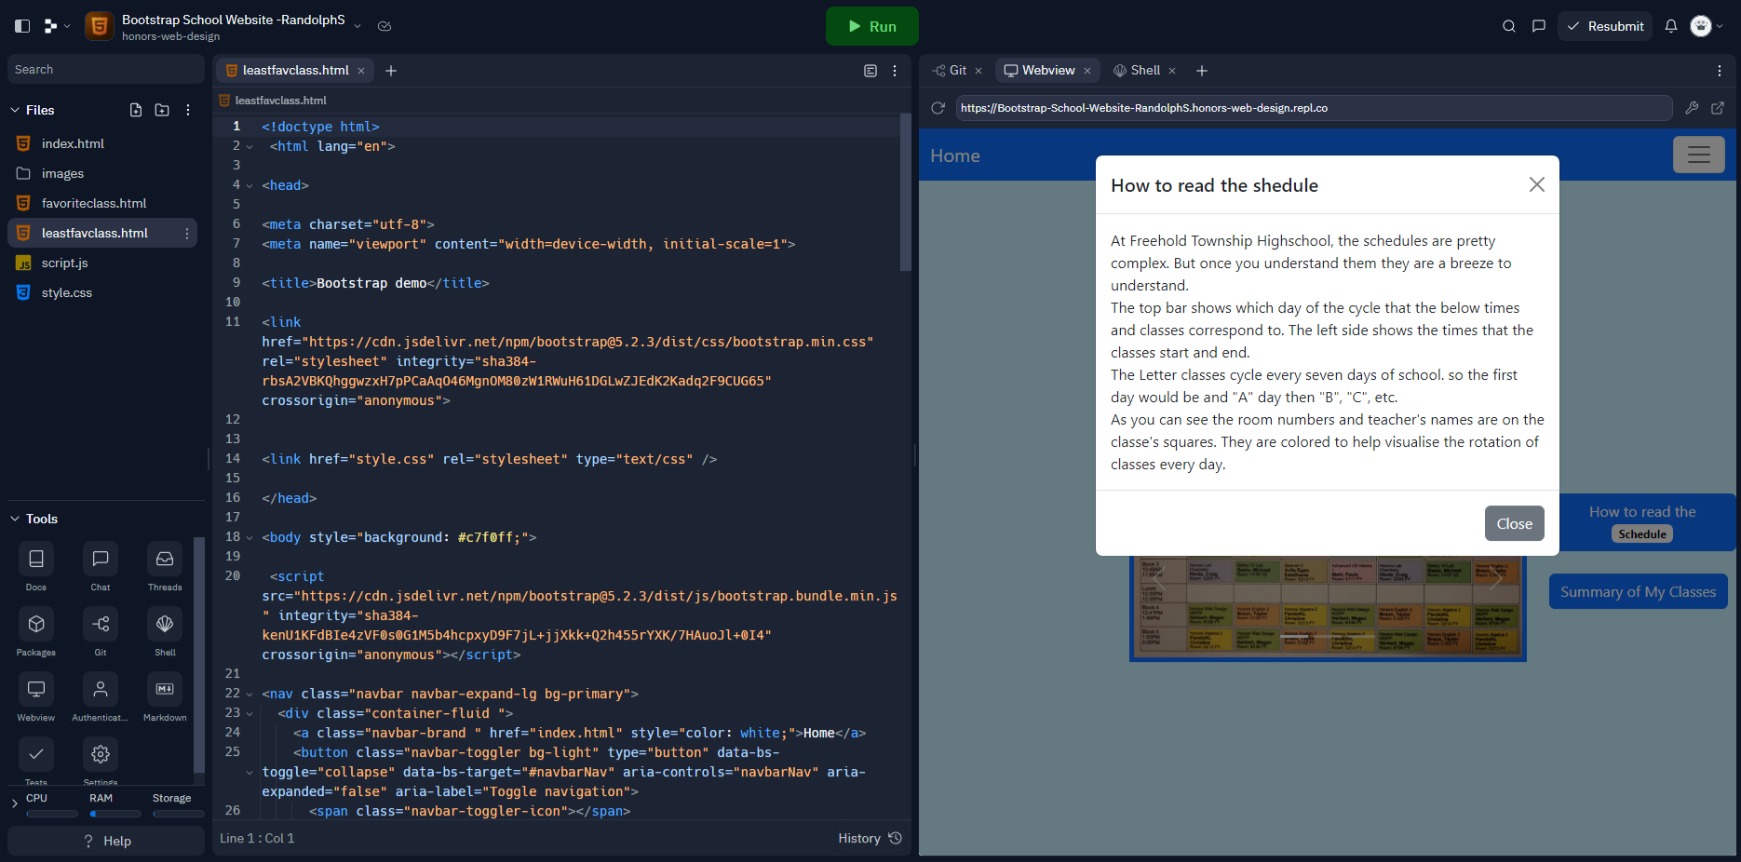 Bootstrap School Website -RandolphS
honors-web-design
Run
Resubmit
Search
Files
index.html
images
favoriteclass.html
leastfavclass.html
script.js
style.css
Tools
Docs
Chat
Threads
Packages
Git
Shell
Webview
Authenticat...
Markdown
Tests
Settings
CPU
RAM
Storage
? Help
leastfavclass.html
leastfavclass.html
1 <!doctype html>
2 <html lang="en">
3
4 <head>
5
6 <meta charset="utf-8">
7 <meta name="viewport" content="width=device-width, initial-scale=1">
8
9 <title>Bootstrap demo</title>
10
11 <link
href="https://cdn.jsdelivr.net/npm/bootstrap@5.2.3/dist/css/bootstrap.min.css"
rel="stylesheet" integrity="sha384-
rbsA2VBKQhggwzxH7pPCaAqO46MgnOM80zW1RWuH61DGLwZJEdK2Kadq2F9CUG65"
crossorigin="anonymous">
12
13
14 <link href="style.css" rel="stylesheet" type="text/css" />
15
16 </head>
17
18 <body style="background: #c7f0ff;">
19
20 <script
src="https://cdn.jsdelivr.net/npm/bootstrap@5.2.3/dist/js/bootstrap.bundle.min.js
" integrity="sha384-
kenU1KFdBIe4zVF0s0G1M5b4hcpxyD9F7jL+jjXkk+Q2h455rYXK/7HAuoJl+0I4"
crossorigin="anonymous"></script>
21
22 <nav class="navbar navbar-expand-lg bg-primary">
23 <div class="container-fluid ">
24 <a class="navbar-brand " href="index.html" style="color: white;">Home</a>
25 <button class="navbar-toggler bg-light" type="button" data-bs-
toggle="collapse" data-bs-target="#navbarNav" aria-controls="navbarNav" aria-
expanded="false" aria-label="Toggle navigation">
26 <span class="navbar-toggler-icon"></span>
Line 1 : Col 1
History
Git
Webview
Shell
https://Bootstrap-School-Website-RandolphS.honors-web-design.repl.co
Home
How to read the shedule
At Freehold Township Highschool, the schedules are pretty
complex. But once you understand them they are a breeze to
understand.
The top bar shows which day of the cycle that the below times
and classes correspond to. The left side shows the times that the
classes start and end.
The Letter classes cycle every seven days of school. so the first
day would be and "A" day then "B", "C", etc.
As you can see the room numbers and teacher's names are on the
classe's squares. They are colored to help visualise the rotation of
classes every day.
Close
How to read the
Schedule
Summary of My Classes